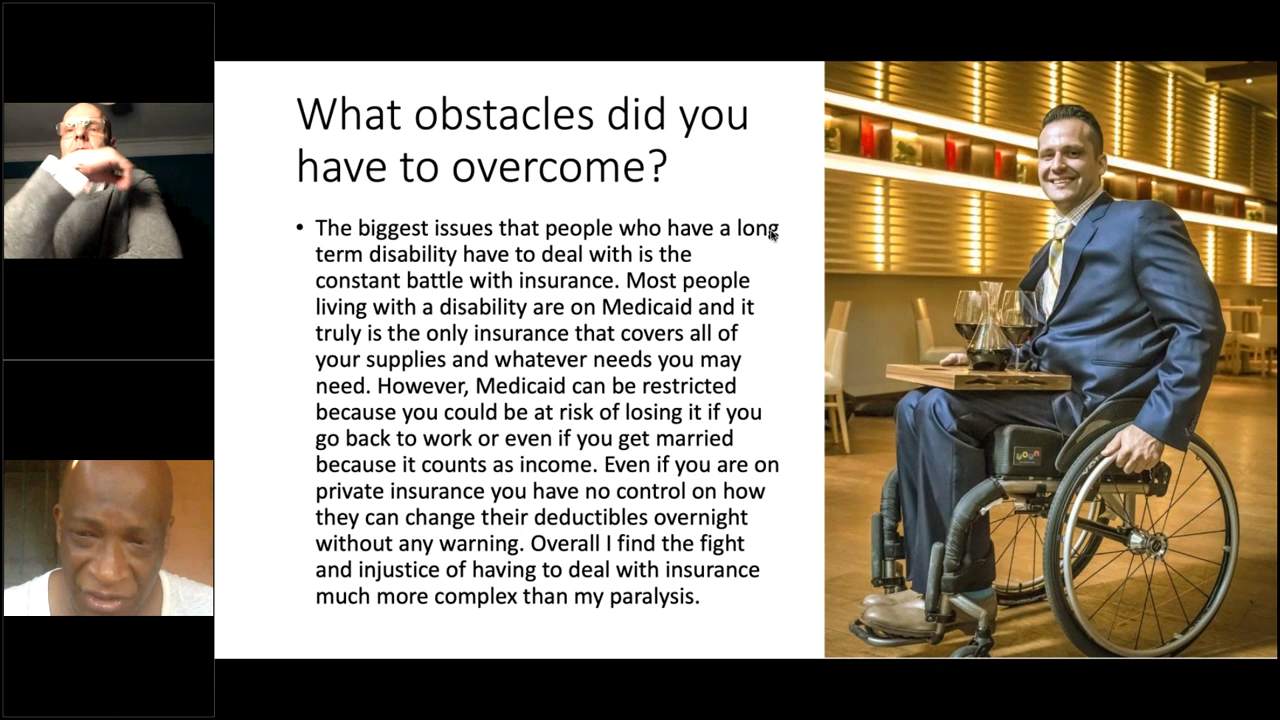 What obstacles did you
have to overcome?
• The biggest issues that people who have a long
term disability have to deal with is the
constant battle with insurance. Most people
living with a disability are on Medicaid and it
truly is the only insurance that covers all of
your supplies and whatever needs you may
need. However, Medicaid can be restricted
because you could be at risk of losing it if you
go back to work or even if you get married
because it counts as income. Even if you are on
private insurance you have no control on how
they can change their deductibles overnight
without any warning. Overall I find the fight
and injustice of having to deal with insurance
much more complex than my paralysis.